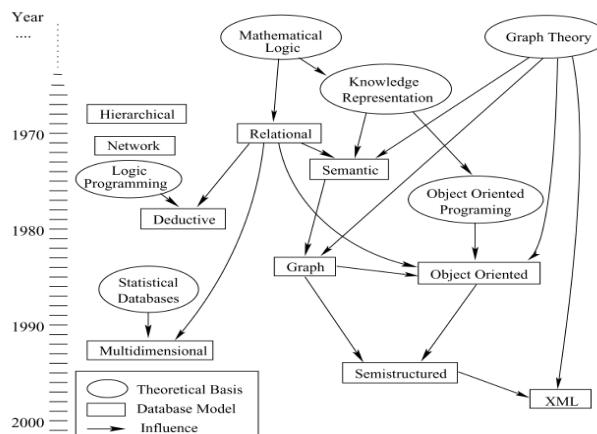 Year
....
1970
1980
1990
2000
Mathematical
Logic
Graph Theory
Knowledge
Representation
Hierarchical
Relational
Network
Semantic
Logic
Programming
Object Oriented
Programing
Deductive
Graph
Object Oriented
Statistical
Databases
Multidimensional
Semistructured
XML
Theoretical Basis
Database Model
Influence